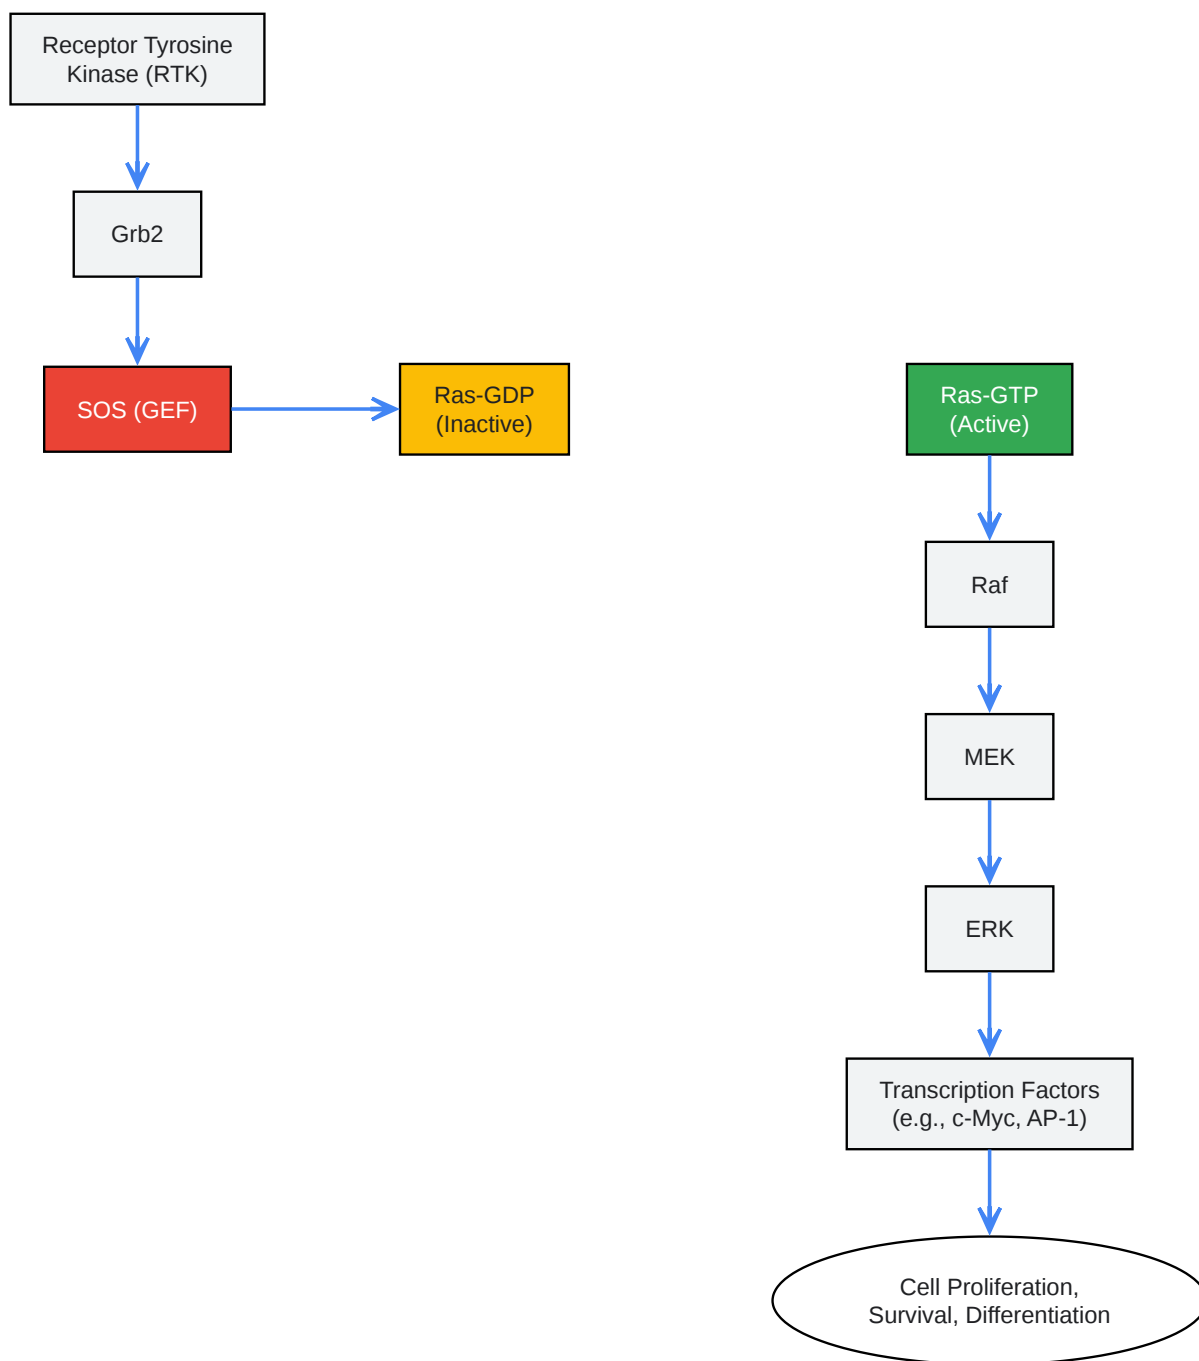 Receptor Tyrosine
Kinase (RTK)
Grb2
SOS (GEF)
Ras-GDP
(Inactive)
Ras-GTP
(Active)
Raf
MEK
ERK
Transcription Factors
(e.g., c-Myc, AP-1)
Cell Proliferation,
Survival, Differentiation